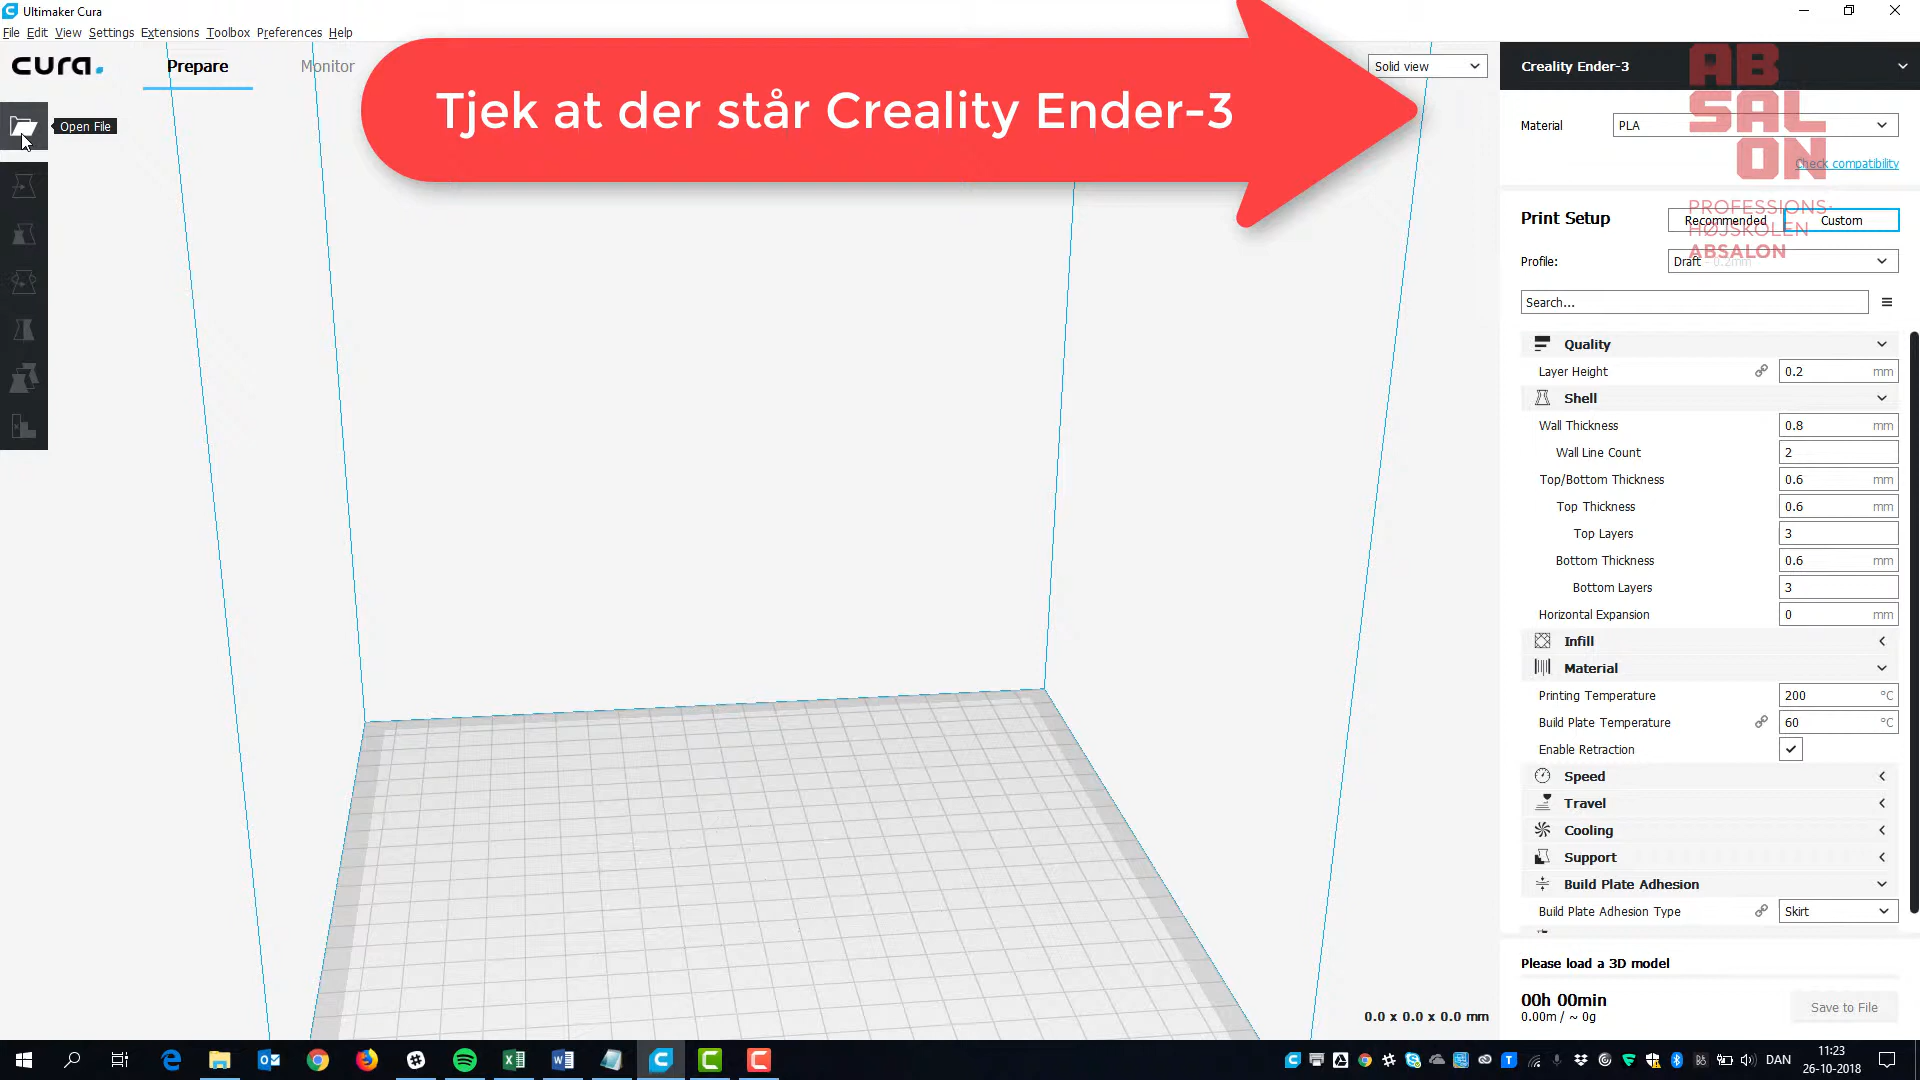 Ultimaker Cura
File Edit View Settings Extensions Toolbox Preferences Help
cura. Prepare Monitor
Tjek at der står Creality Ender-3
Solid view
Open File
Creality Ender-3
AB
SAL
ON
Material PLA
Check compatibility
PROFESSIONS-
HØJSKOLEN
ABSALON
Print Setup Recommended Custom
Profile: Draft - 0.2mm
Search...
Quality
Layer Height 0.2 mm
Shell
Wall Thickness 0.8 mm
Wall Line Count 2
Top/Bottom Thickness 0.6 mm
Top Thickness 0.6 mm
Top Layers 3
Bottom Thickness 0.6 mm
Bottom Layers 3
Horizontal Expansion 0 mm
Infill
Material
Printing Temperature 200 °C
Build Plate Temperature 60 °C
Enable Retraction
Speed
Travel
Cooling
Support
Build Plate Adhesion
Build Plate Adhesion Type Skirt
Please load a 3D model
00h 00min
0.00m / ~ 0g
Save to File
0.0 x 0.0 x 0.0 mm
DAN
11:23
26-10-2018